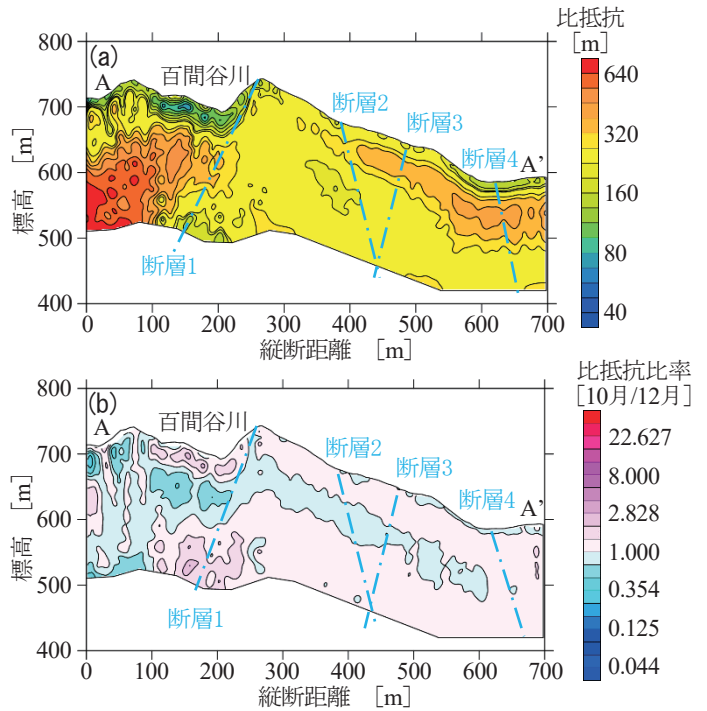 比抵抗
[m]
(a)
A
百間谷川
断層2
断層3
断層4
A’
断層1
800
700
600
500
400
標高 [m]
0 100 200 300 400 500 600 700
縦断距離 [m]
640
320
160
80
40
比抵抗比率
[10月/12月]
(b)
A
百間谷川
断層2
断層3
断層4
A’
断層1
800
700
600
500
400
標高 [m]
0 100 200 300 400 500 600 700
縦断距離 [m]
22.627
8.000
2.828
1.000
0.354
0.125
0.044